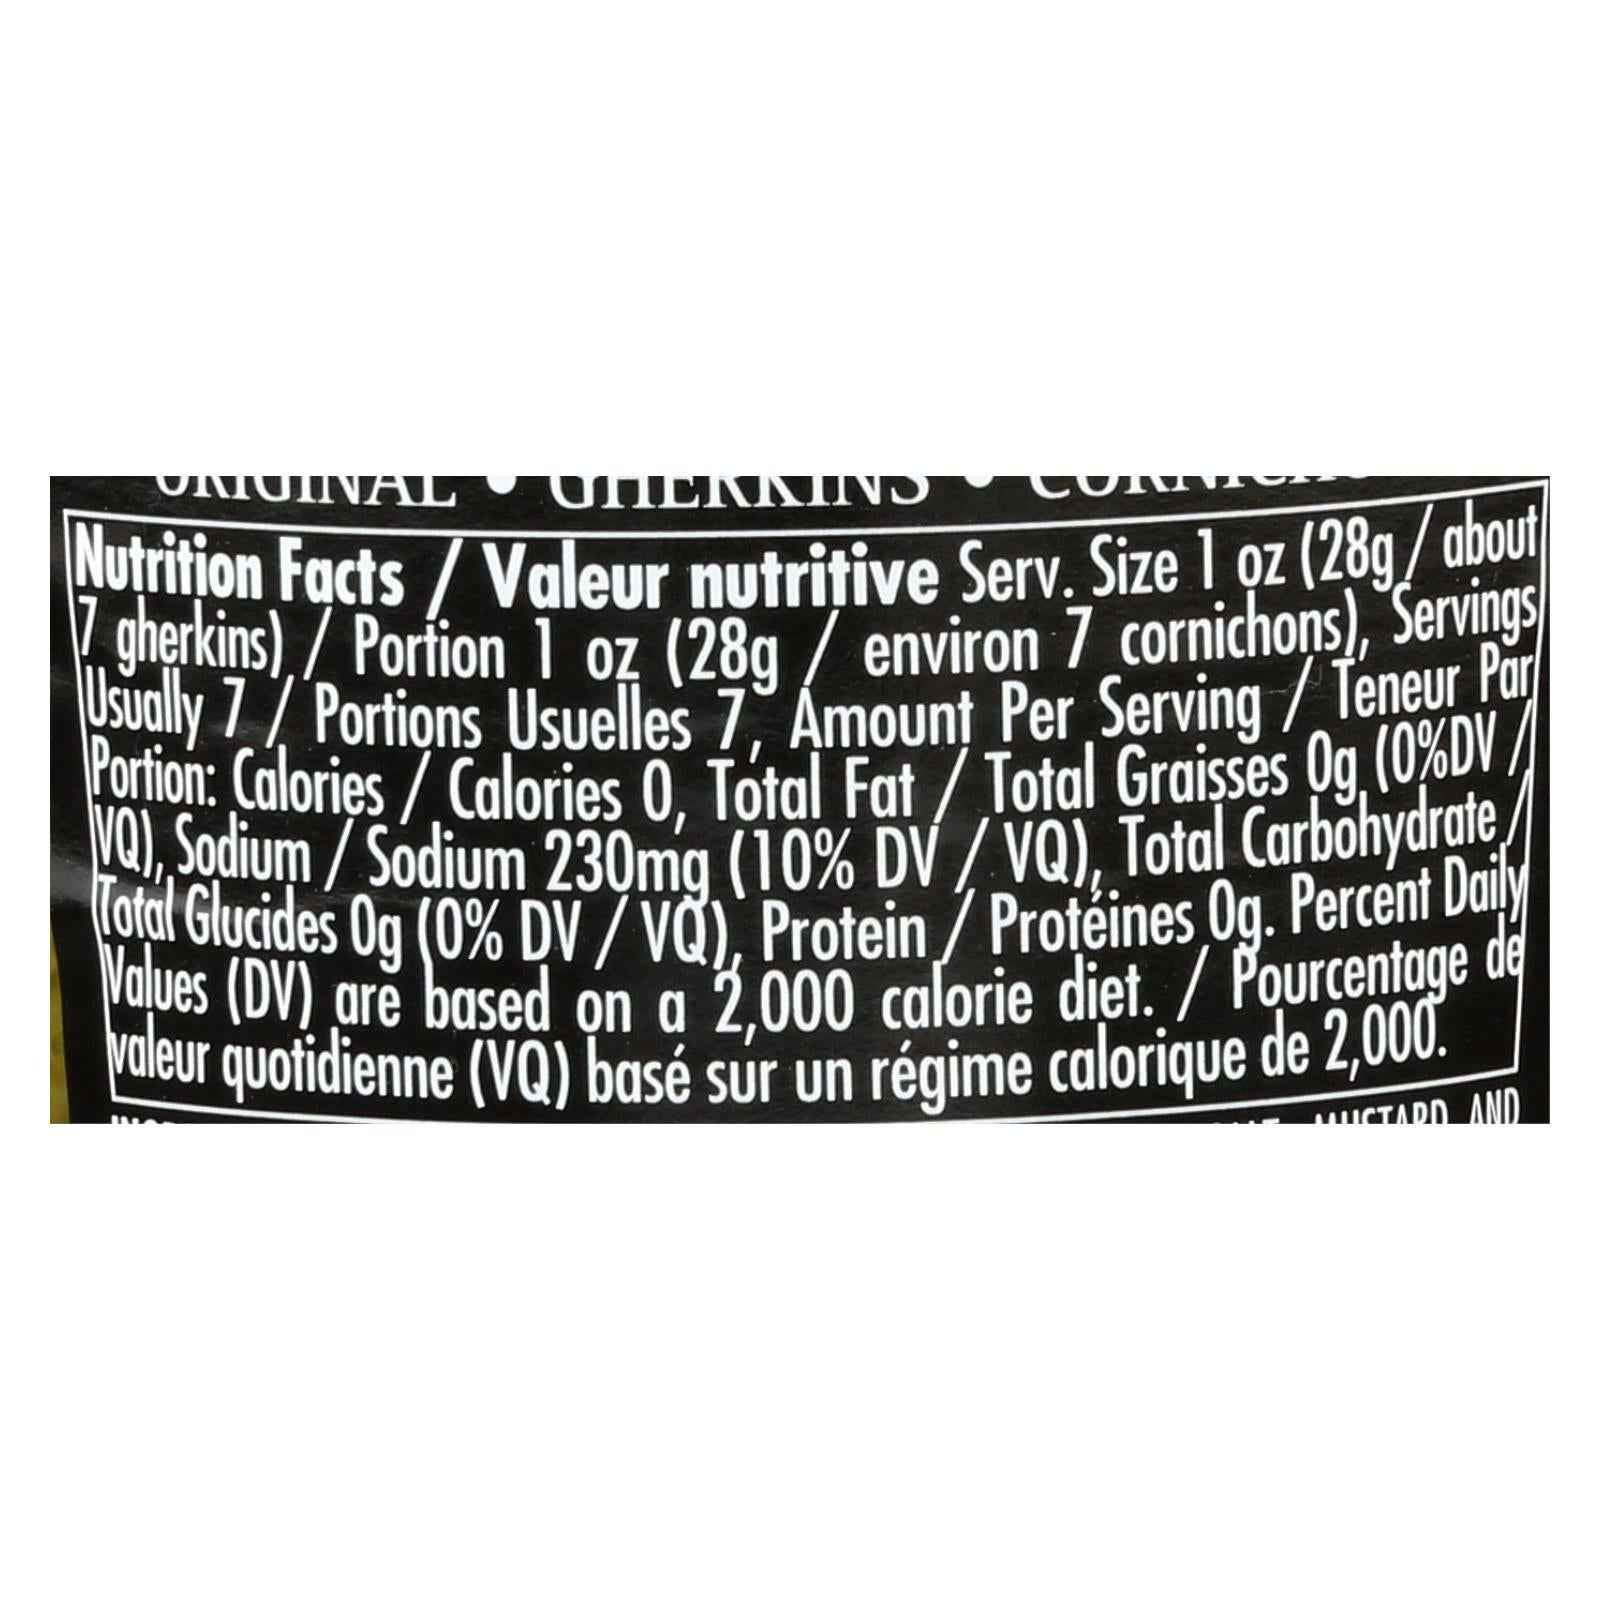 ORIGINAL • GHERKINS •
Nutrition Facts / Valeur nutritive Serv. Size 1 oz (28g / about
7 gherkins) / Portion 1 oz (28g / environ 7 cornichons), Servings
Usually 7 / Portions Usuelles 7, Amount Per Serving / Teneur Par
Portion: Calories / Calories 0, Total Fat / Total Graisses 0g (0%DV /
VQ), Sodium / Sodium 230mg (10% DV / VQ), Total Carbohydrate /
Total Glucides 0g (0% DV / VQ), Protein / Protéines 0g. Percent Daily
Values (DV) are based on a 2,000 calorie diet. / Pourcentage de
valeur quotidienne (VQ) basé sur un régime calorique de 2,000.
MUSTARD AND